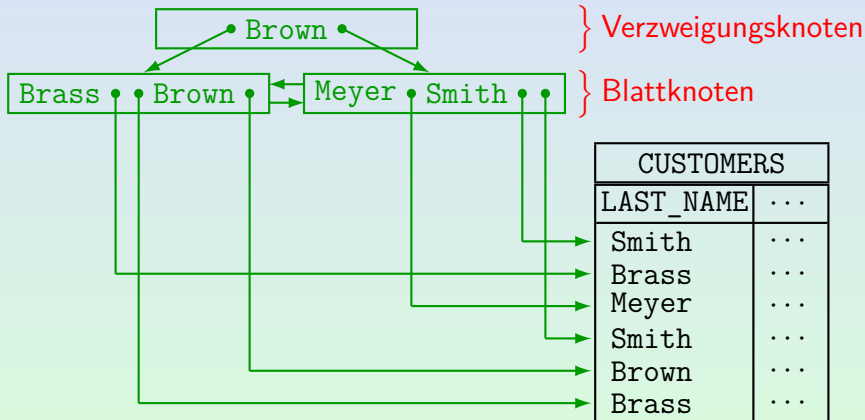 Brown
Verzweigungsknoten
Brass Brown
Meyer Smith
Blattknoten
CUSTOMERS
LAST_NAME ···
Smith ···
Brass ···
Meyer ···
Smith ···
Brown ···
Brass ···